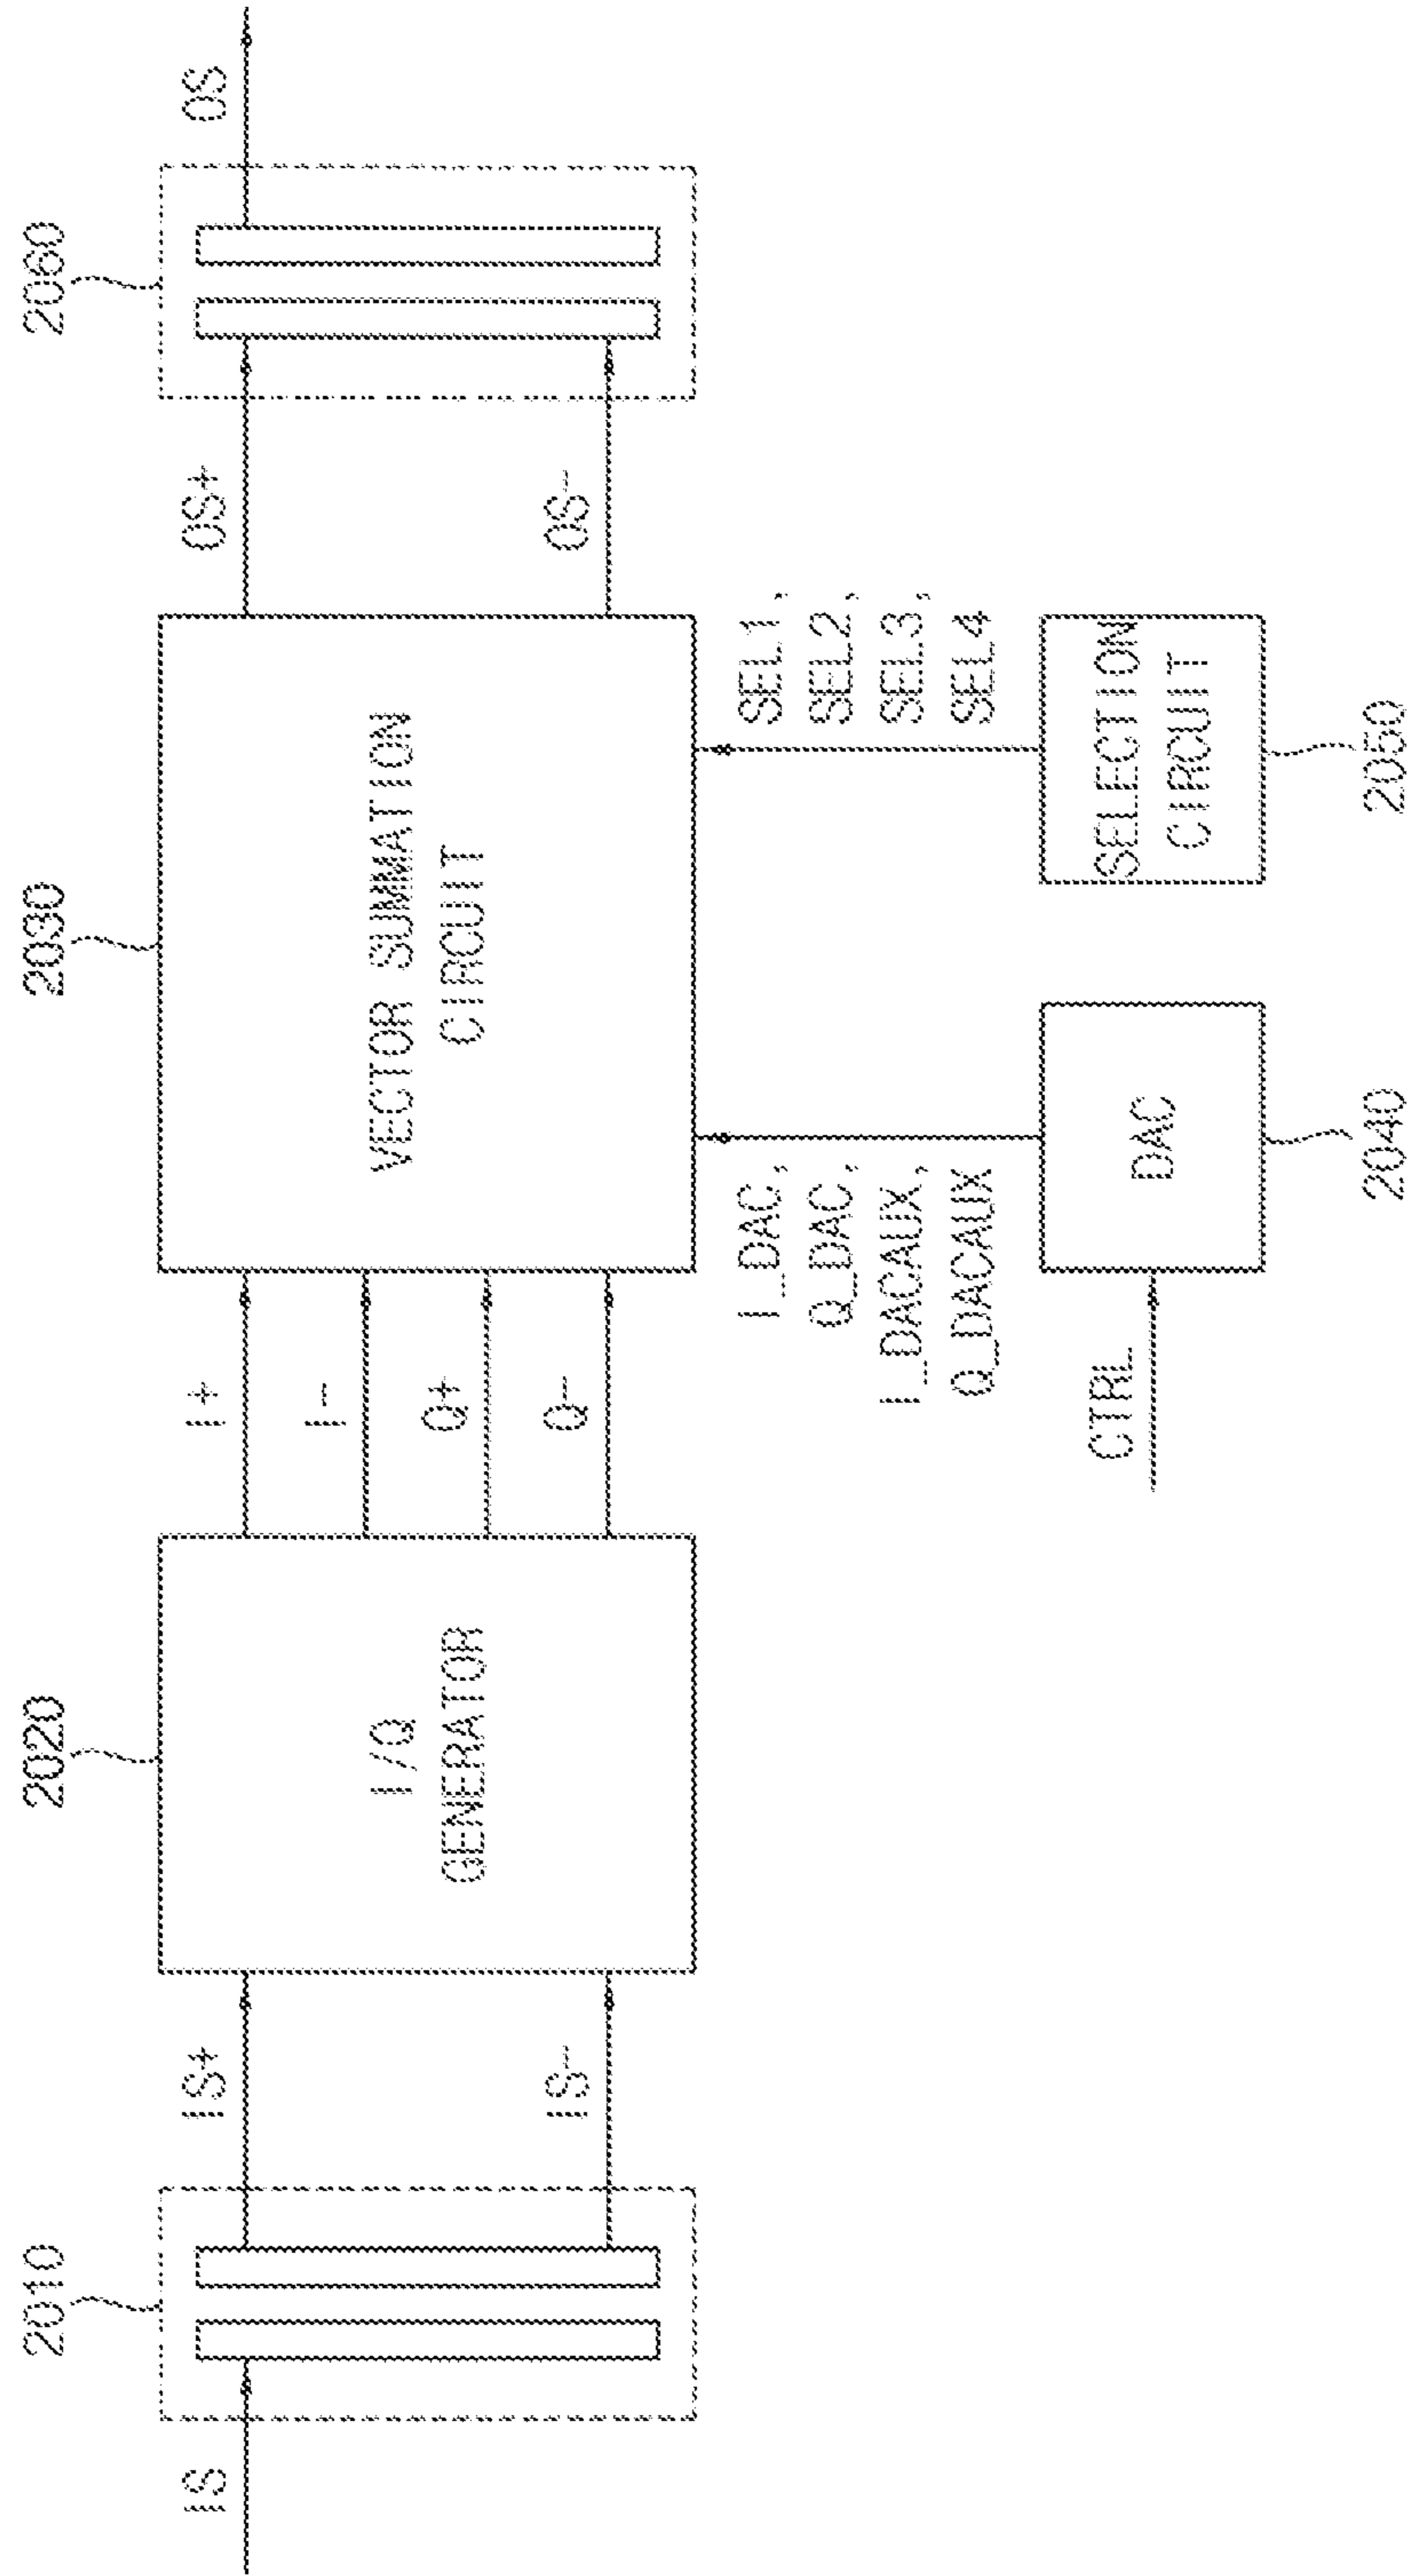 2010
2020
2030
2060
IS
IS+
I+
OS+
OS
I-
I/Q
GENERATOR
VECTOR SUMMATION
CIRCUIT
Q+
IS-
Q-
OS-
I_DAC,
Q_DAC,
I_DACAUX,
Q_DACAUX
SEL1,
SEL2,
SEL3,
SEL4
CTRL
DAC
SELECTION
CIRCUIT
2040
2050